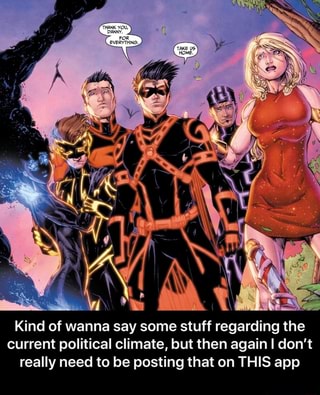 THANK YOU,
DANNY.
FOR
EVERYTHING.
TAKE US
HOME.
Kind of wanna say some stuff regarding the
current political climate, but then again I don't
really need to be posting that on THIS app